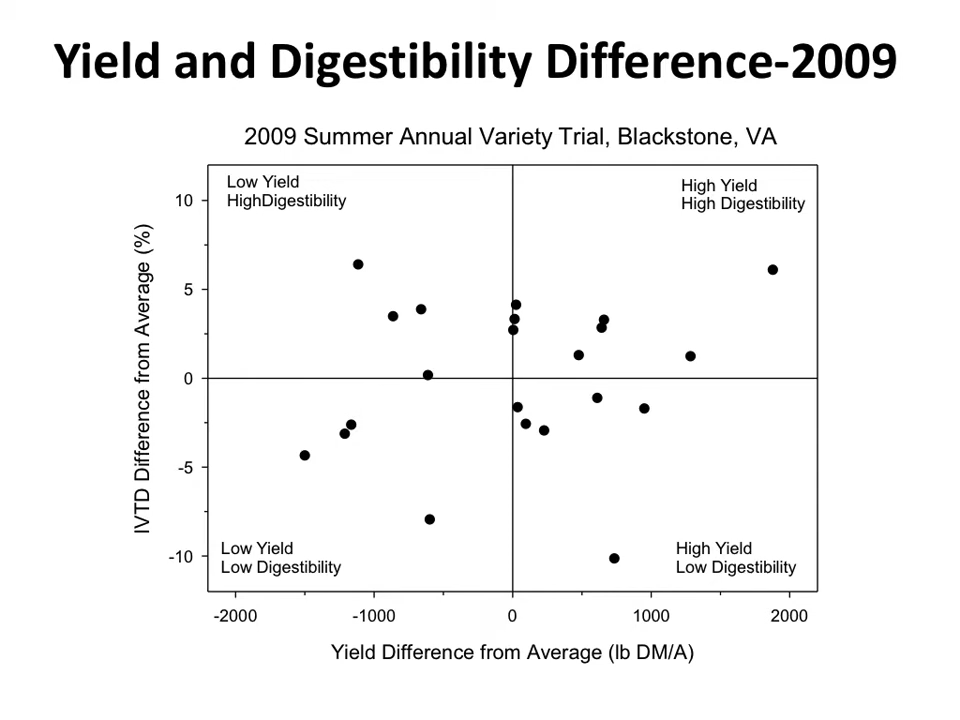 Yield and Digestibility Difference-2009
2009 Summer Annual Variety Trial, Blackstone, VA
Low Yield
HighDigestibility
High Yield
High Digestibility
10
5
0
-5
-10
IVTD Difference from Average (%)
Low Yield
Low Digestibility
High Yield
Low Digestibility
-2000 -1000 0 1000 2000
Yield Difference from Average (lb DM/A)